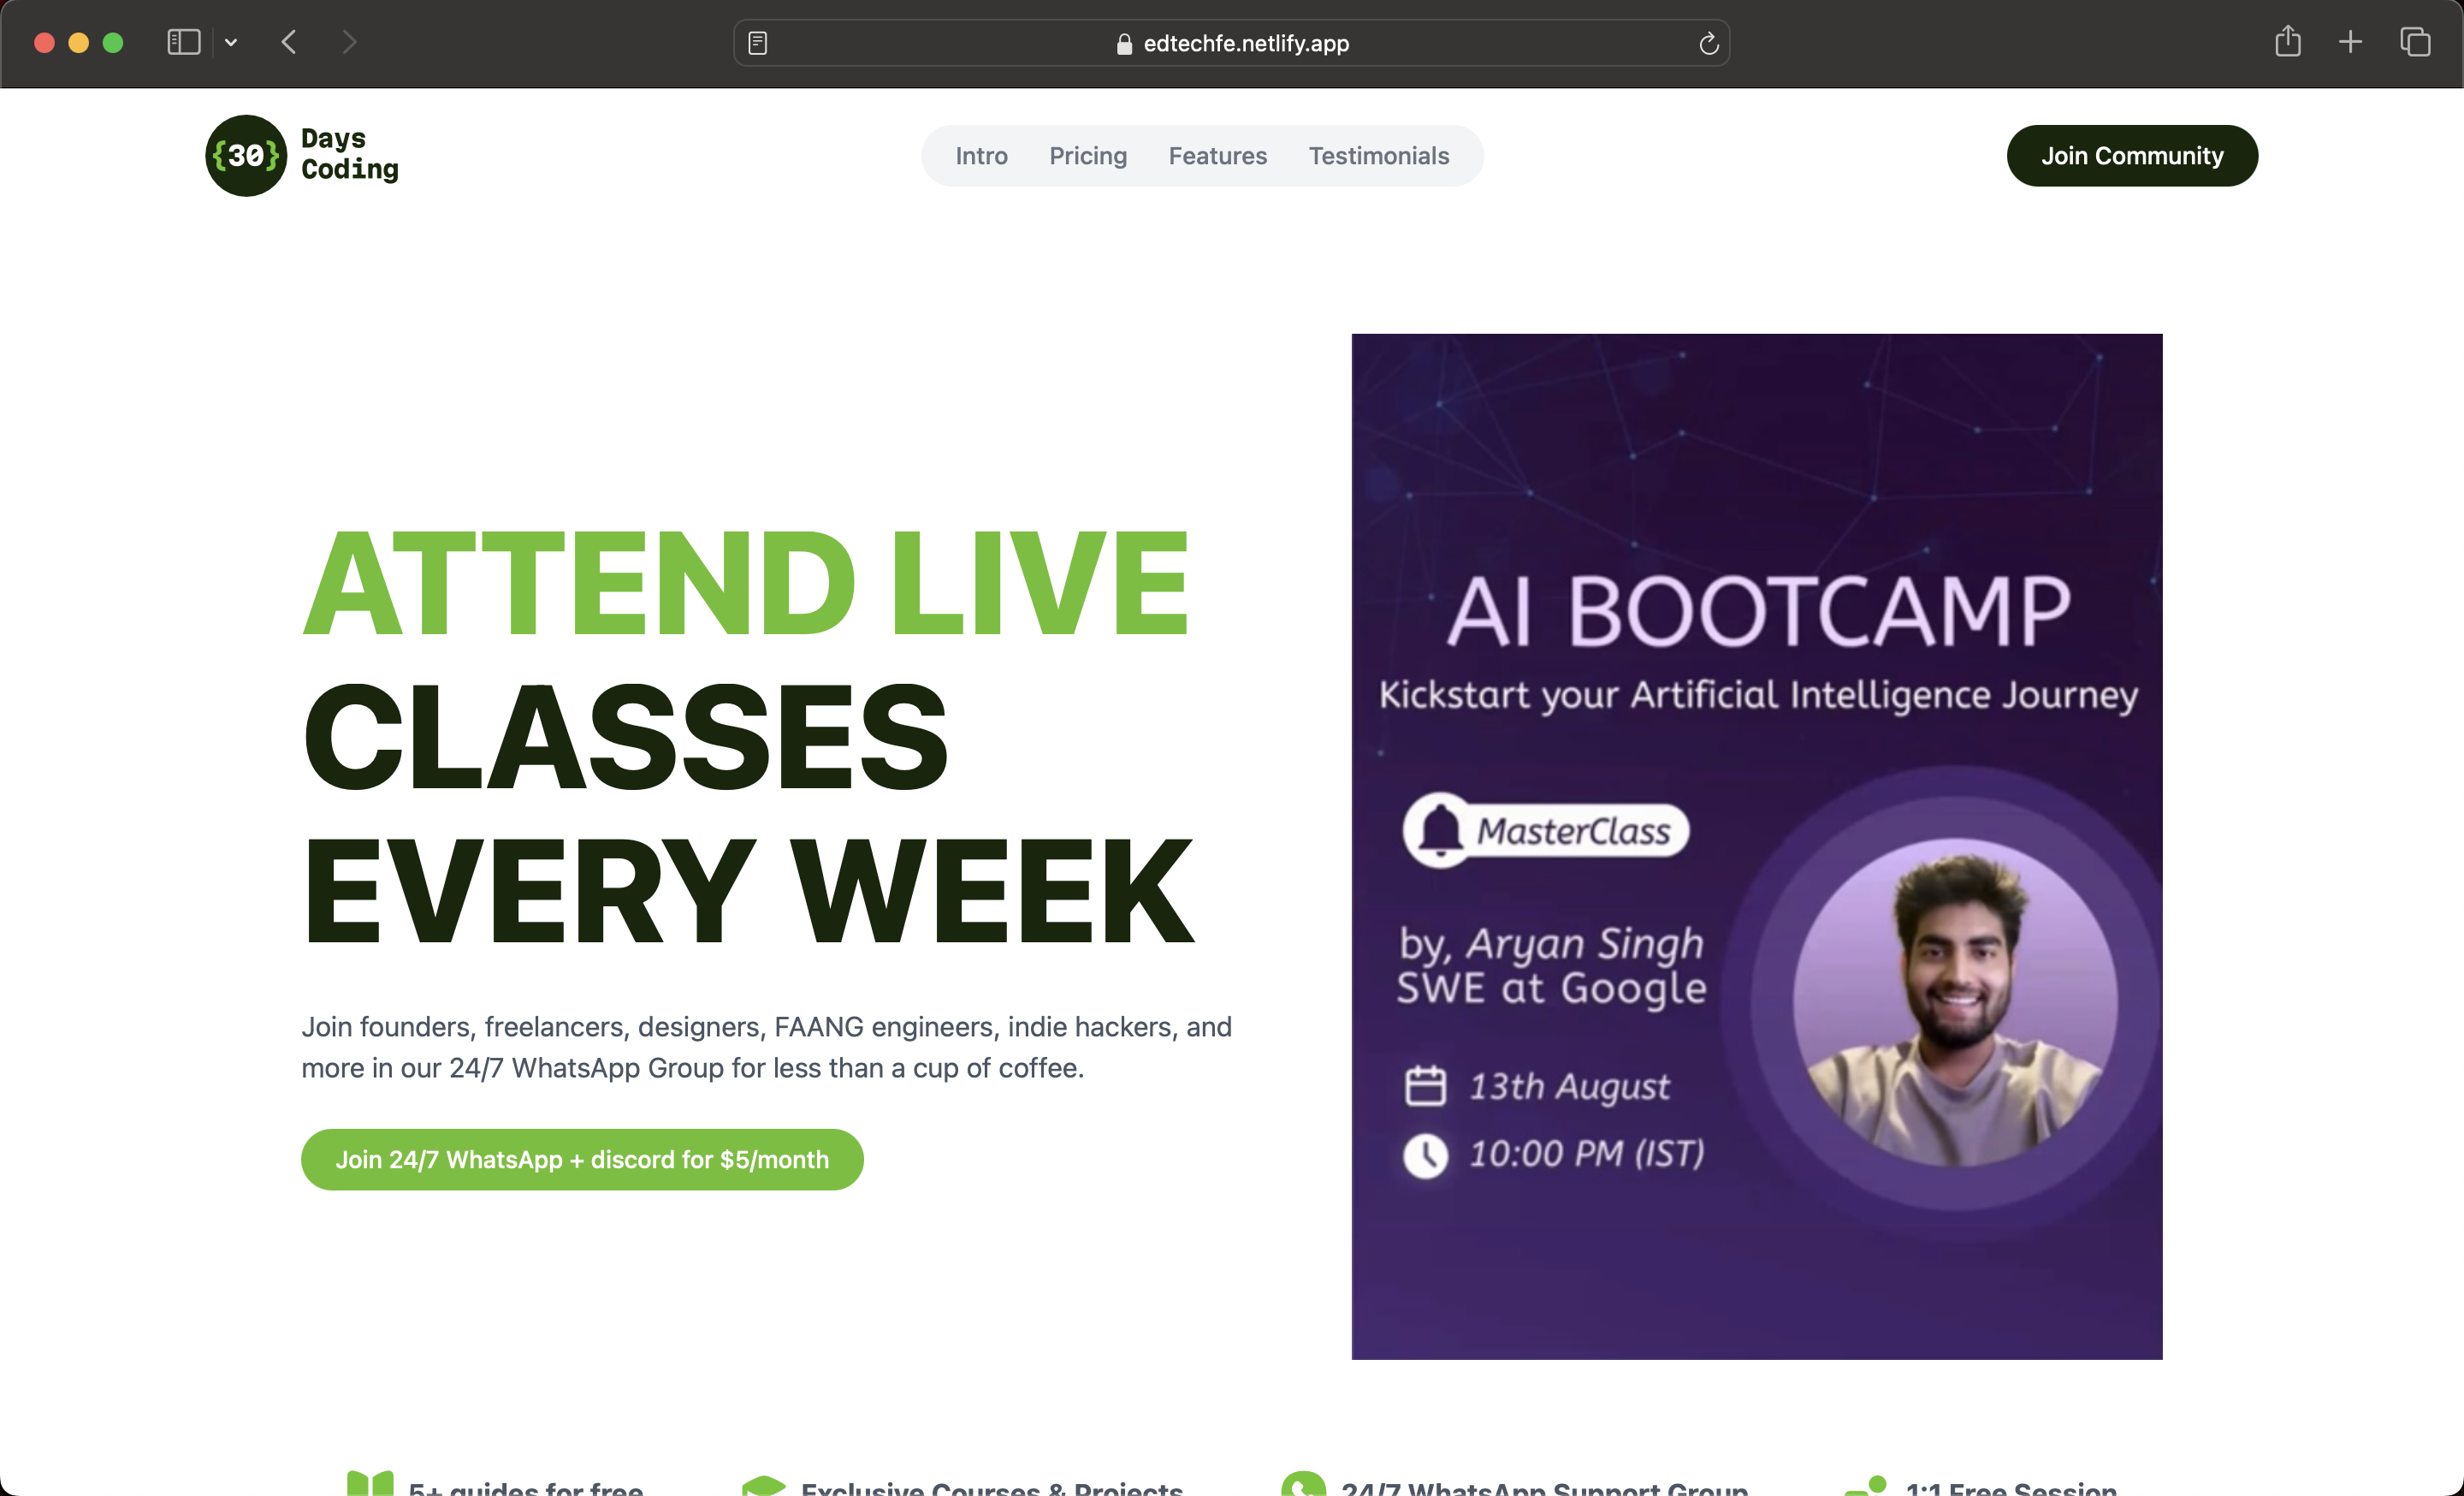 edtechfe.netlify.app
{30} Days
Coding
Intro
Pricing
Features
Testimonials
Join Community
ATTEND LIVE
CLASSES
EVERY WEEK
Join founders, freelancers, designers, FAANG engineers, indie hackers, and
more in our 24/7 WhatsApp Group for less than a cup of coffee.
Join 24/7 WhatsApp + discord for $5/month
AI BOOTCAMP
Kickstart your Artificial Intelligence Journey
MasterClass
by, Aryan Singh
SWE at Google
13th August
10:00 PM (IST)
5+ guides for free
Exclusive Courses & Projects
24/7 WhatsApp Support Group
1:1 Free Session